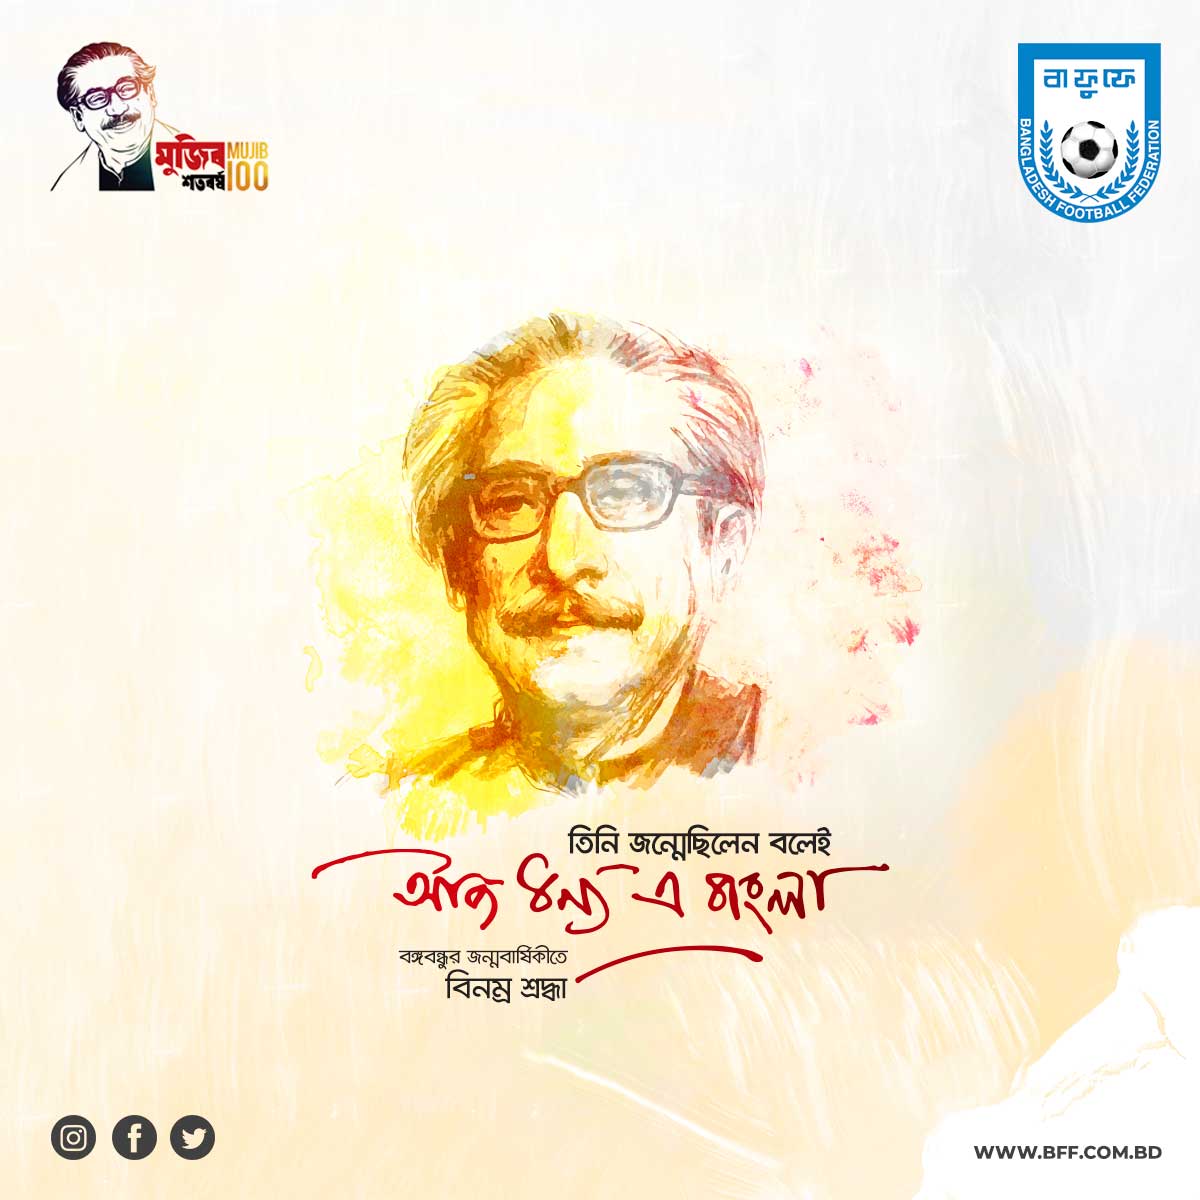 মুজিব
শতবর্ষ
MUJIB
100
বাফুফে
BANGLADESH FOOTBALL FEDERATION
তিনি জন্মেছিলেন বলেই
আজ ধন্য এ বাংলা
বঙ্গবন্ধুর জন্মবার্ষিকীতে
বিনম্র শ্রদ্ধা
WWW.BFF.COM.BD